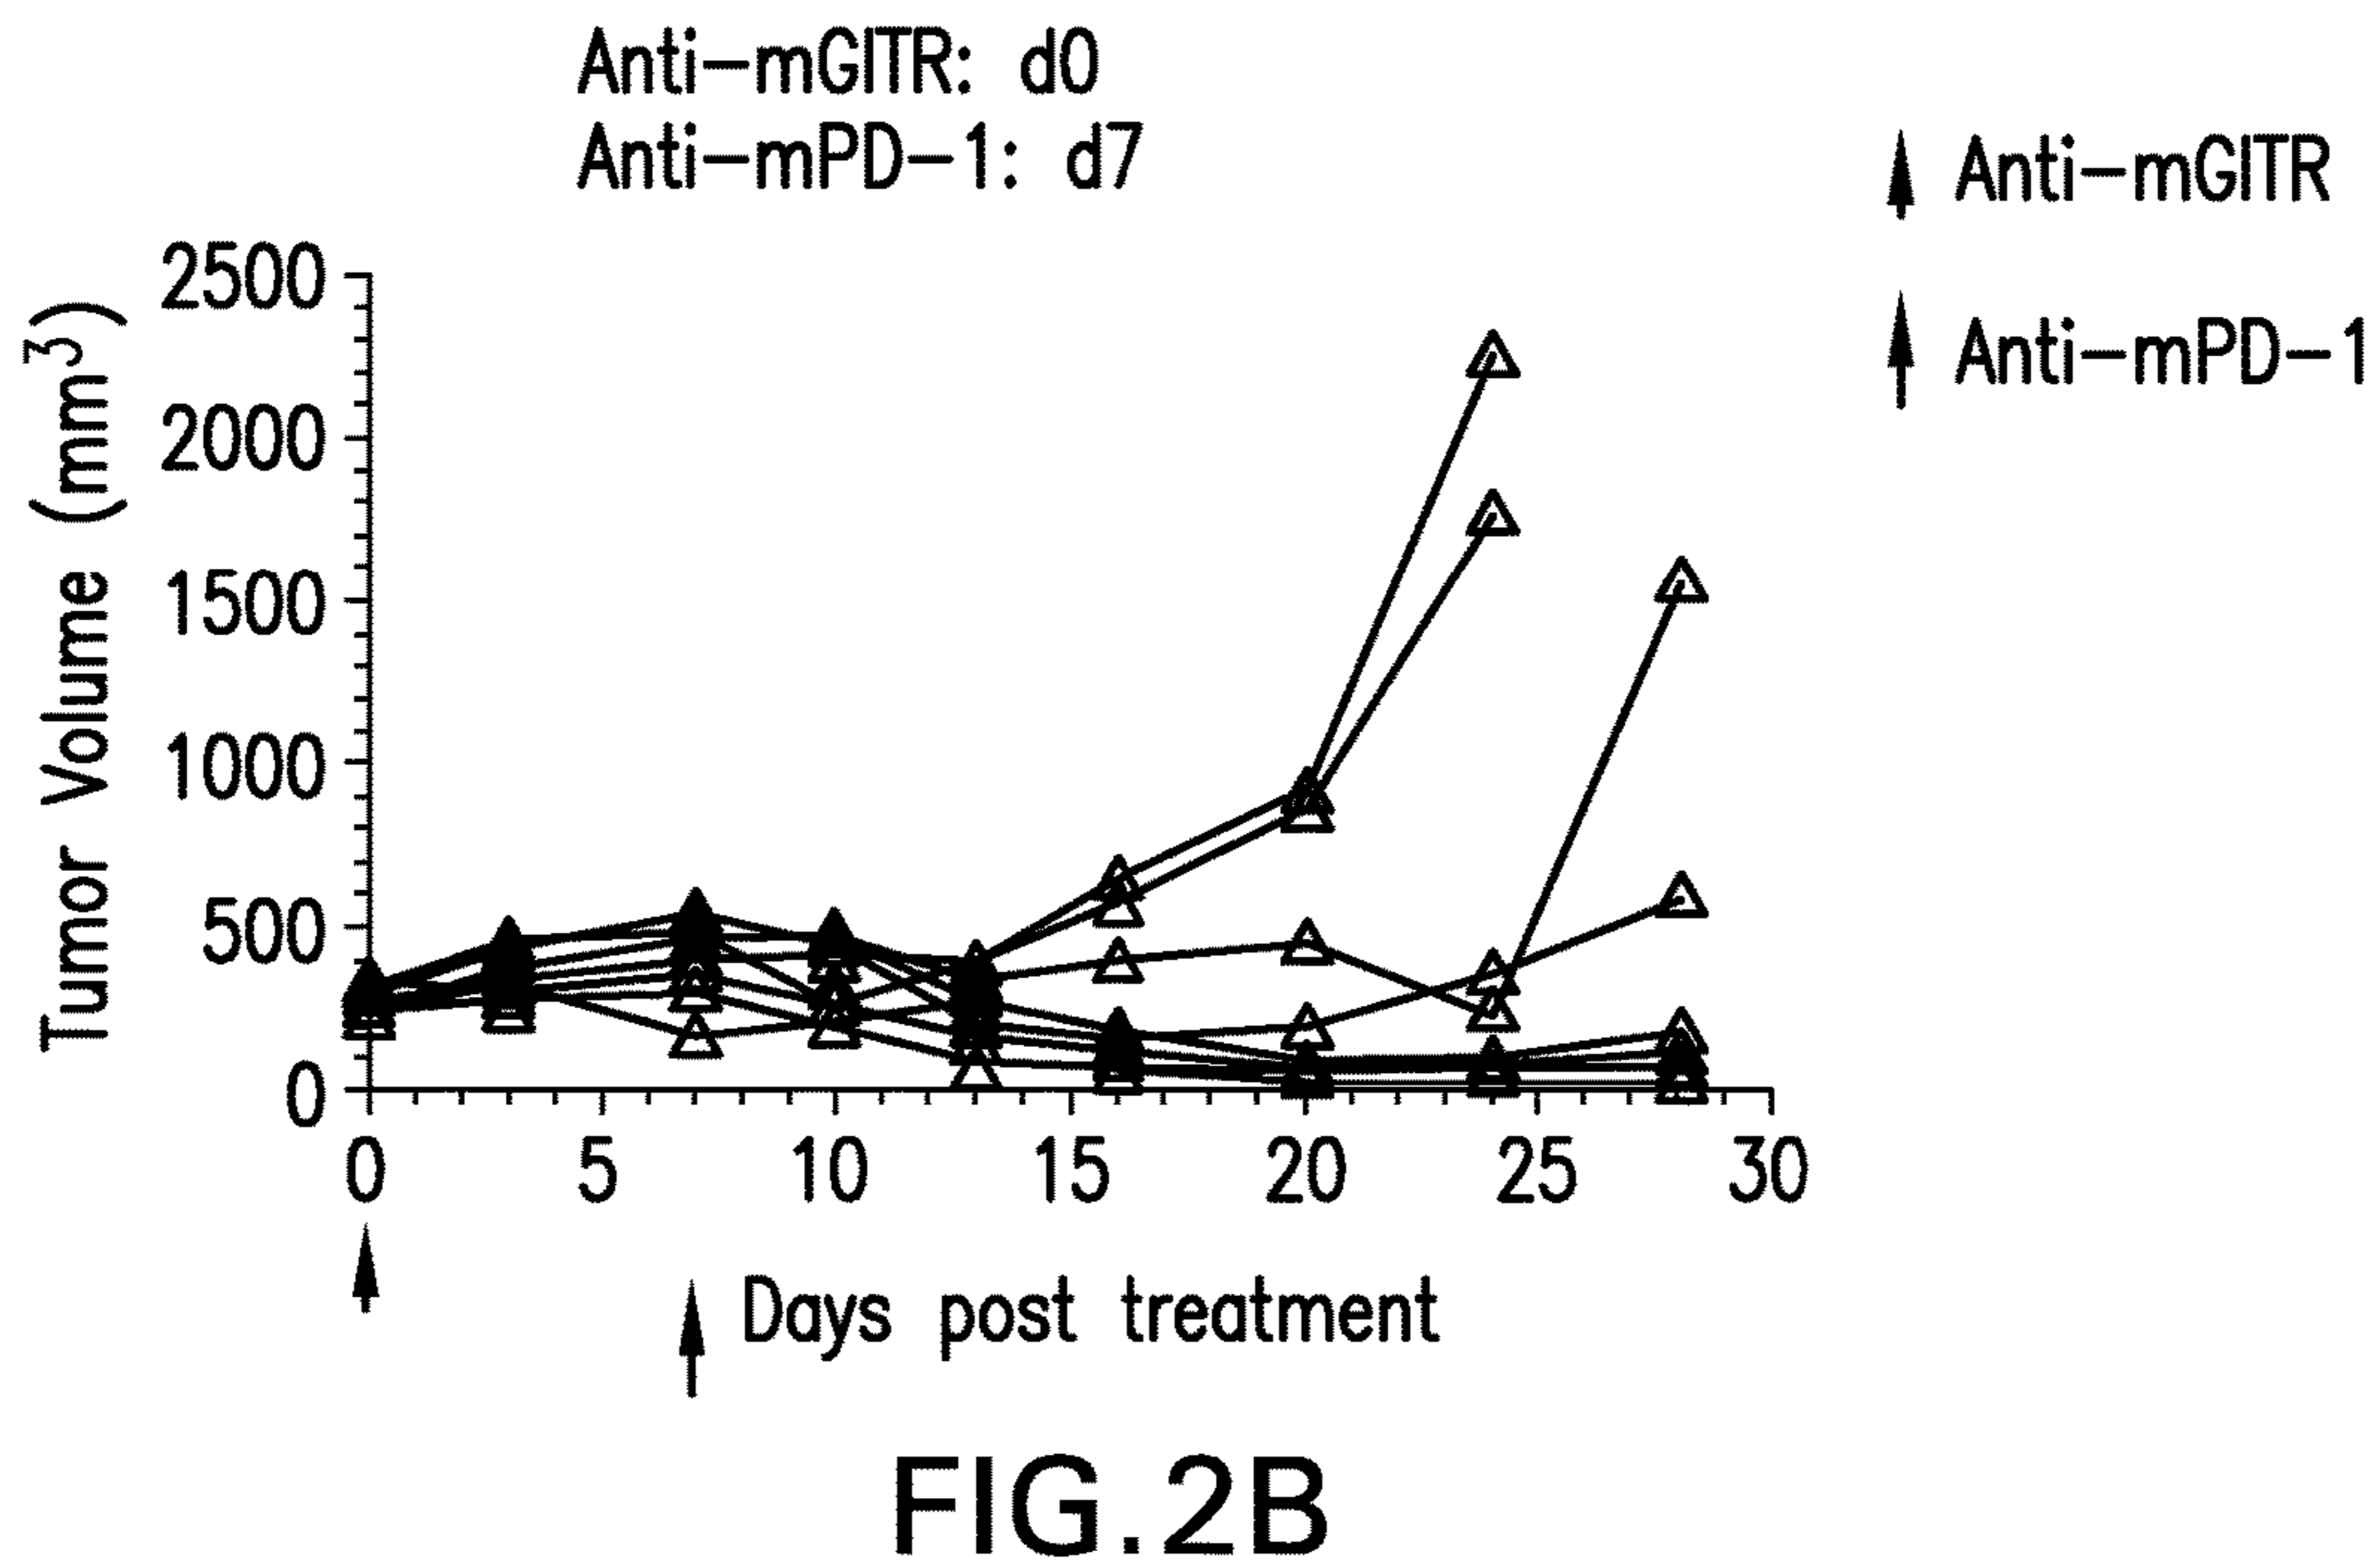 Anti-mGITR: d0
Anti-mPD-1: d7
Anti-mGITR
Anti-mPD-1
Tumor Volume (mm³)
2500
2000
1500
1000
500
0
0 5 10 15 20 25 30
Days post treatment
FIG.2B